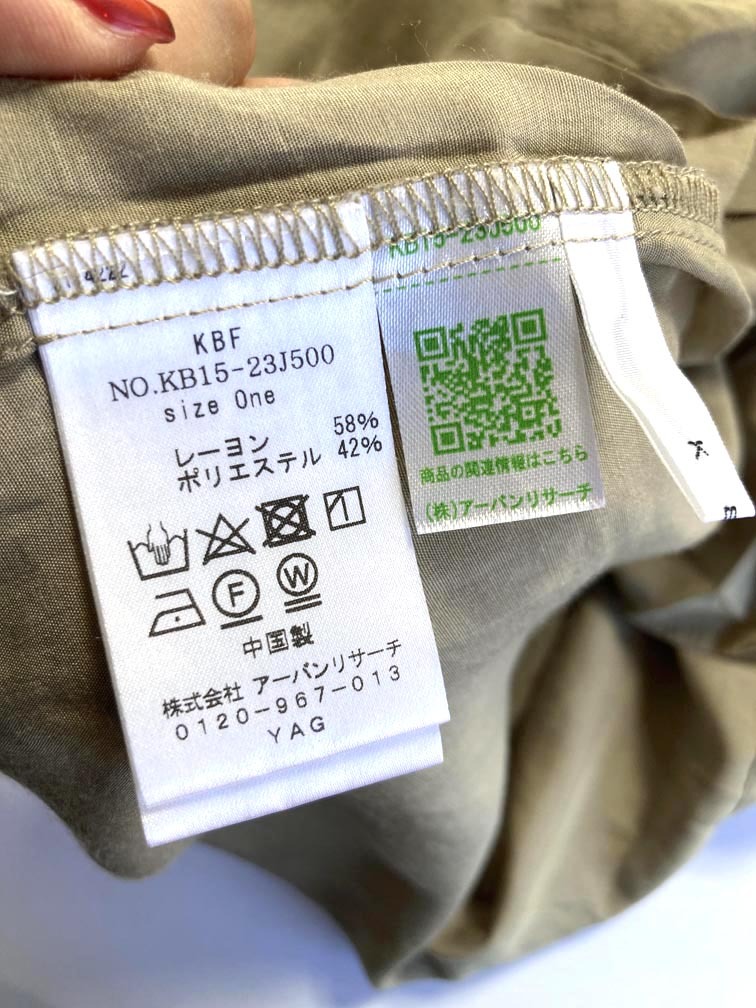 KBF
NO.KB15-23J500
size One
レーヨン 58%
ポリエステル 42%
F W
中国製
株式会社 アーバンリサーチ
0120-967-013
YAG
KB15-23J500
商品の関連情報はこちら
(株)アーバンリサーチ